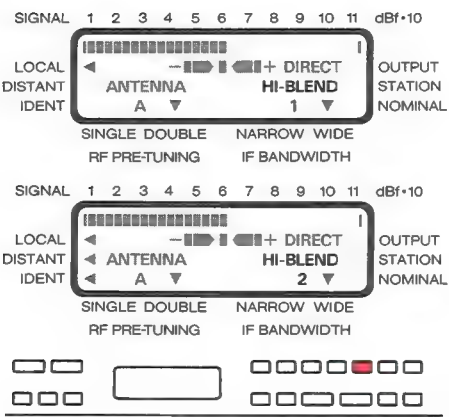 SIGNAL 1 2 3 4 5 6 7 8 9 10 11 dBf•10
LOCAL ◀ − + DIRECT OUTPUT
DISTANT ANTENNA HI-BLEND STATION
IDENT A ▼ 1 ▼ NOMINAL
SINGLE DOUBLE NARROW WIDE
RF PRE-TUNING IF BANDWIDTH
SIGNAL 1 2 3 4 5 6 7 8 9 10 11 dBf•10
LOCAL ◀ − + DIRECT OUTPUT
DISTANT ◀ ANTENNA HI-BLEND STATION
IDENT ◀ A ▼ 2 ▼ NOMINAL
SINGLE DOUBLE NARROW WIDE
RF PRE-TUNING IF BANDWIDTH